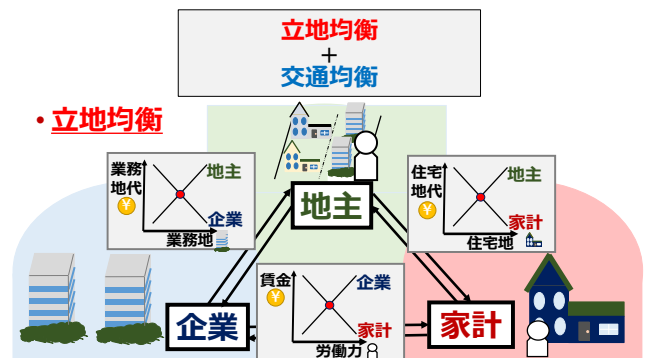 立地均衡
+
交通均衡
・立地均衡
業務
地代
¥
地主
企業
業務地
住宅
地代
¥
地主
家計
住宅地
地主
賃金
¥
企業
家計
労働力
企業
家計